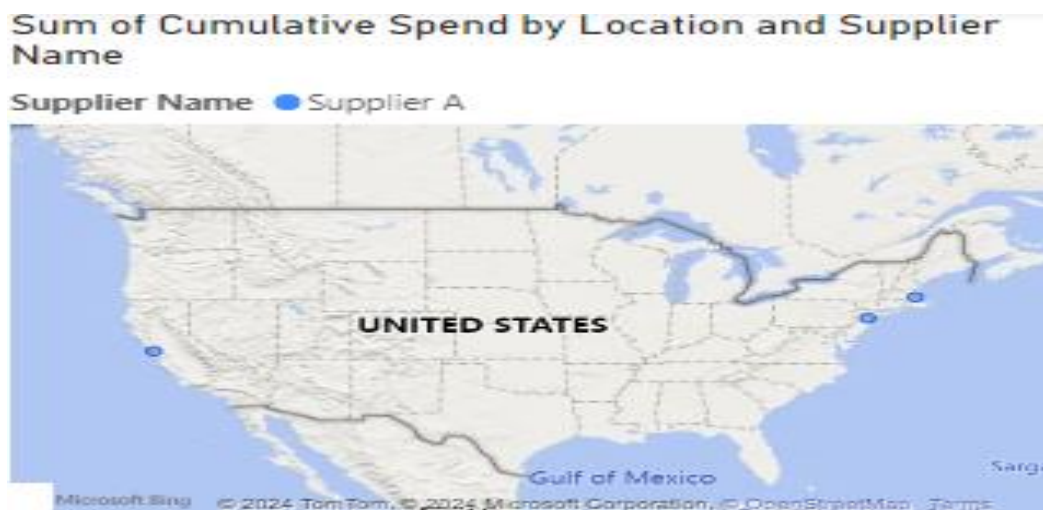 Sum of Cumulative Spend by Location and Supplier
Name
Supplier Name Supplier A
UNITED STATES
Gulf of Mexico
Sarga
Microsoft Bing © 2024 TomTom, © 2024 Microsoft Corporation, © OpenStreetMap Terms